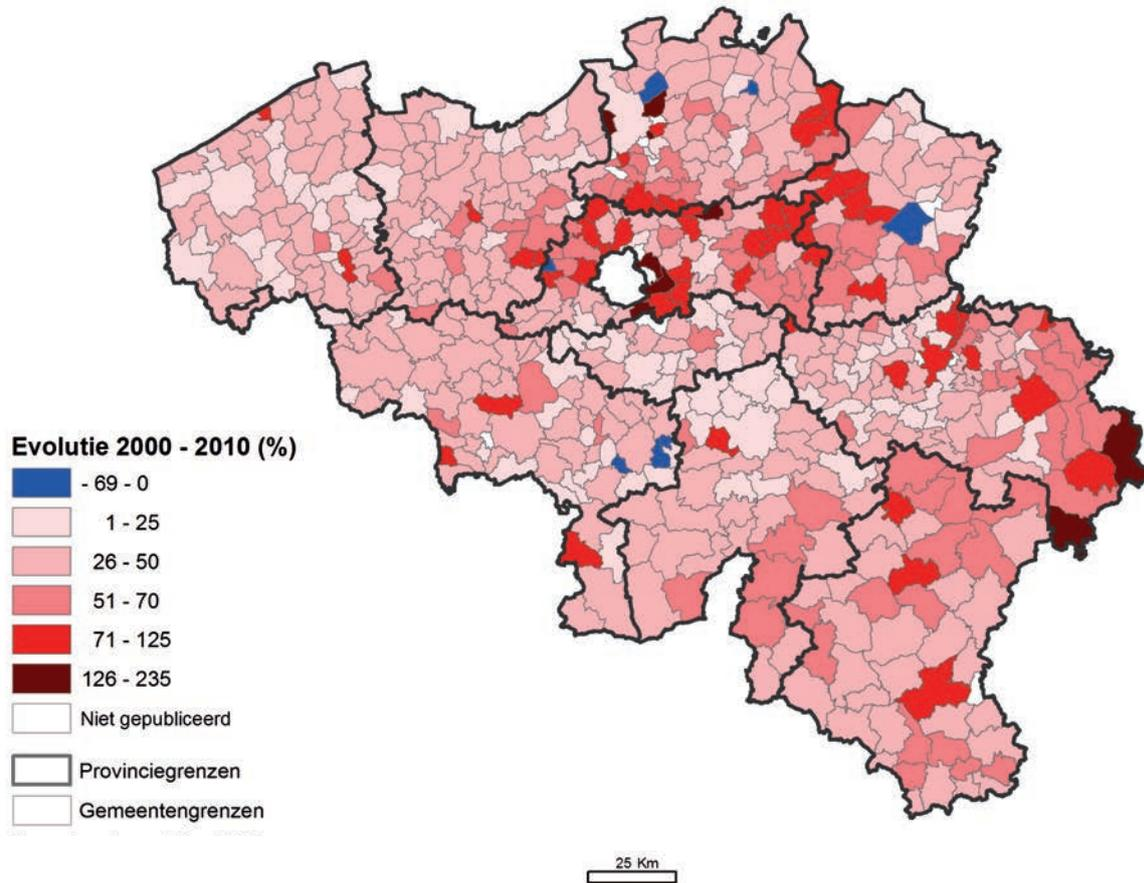 Evolutie 2000 - 2010 (%)
- 69 - 0
1 - 25
26 - 50
51 - 70
71 - 125
126 - 235
Niet gepubliceerd
Provinciegrenzen
Gemeentengrenzen
25 Km